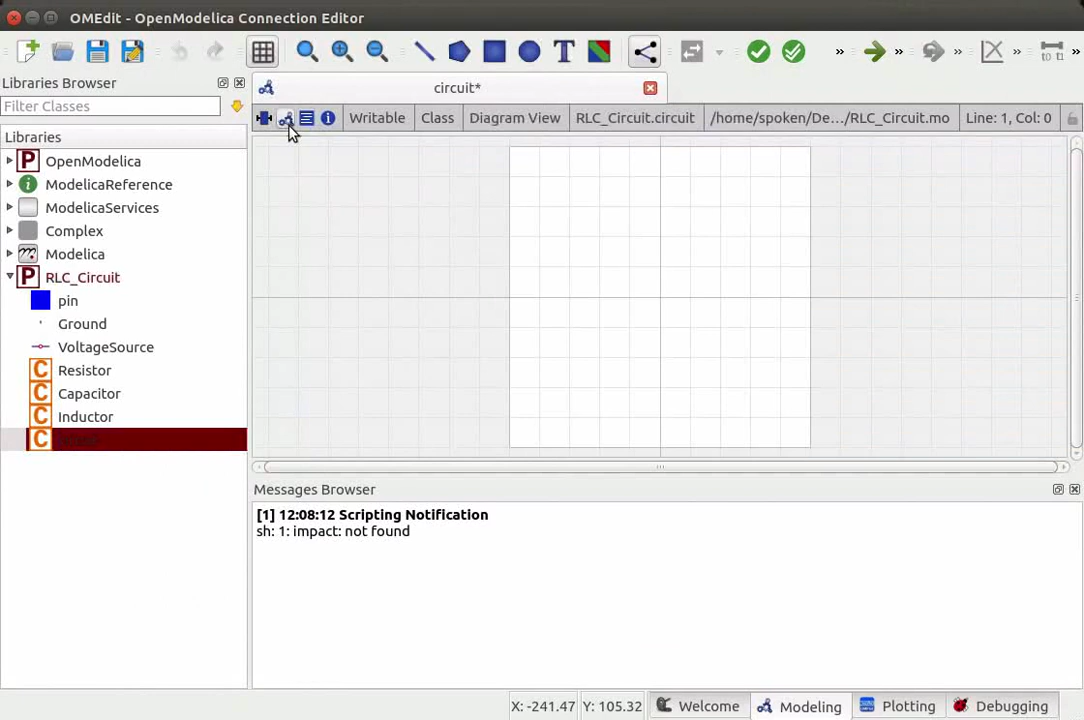 OMEdit - OpenModelica Connection Editor
Libraries Browser
circuit*
Filter Classes
Writable
Class
Diagram View
RLC_Circuit.circuit
/home/spoken/De.../RLC_Circuit.mo
Line: 1, Col: 0
Libraries
OpenModelica
ModelicaReference
ModelicaServices
Complex
Modelica
RLC_Circuit
pin
Ground
VoltageSource
Resistor
Capacitor
Inductor
Messages Browser
[1] 12:08:12 Scripting Notification
sh: 1: impact: not found
X: -241.47
Y: 105.32
Welcome
Modeling
Plotting
Debugging